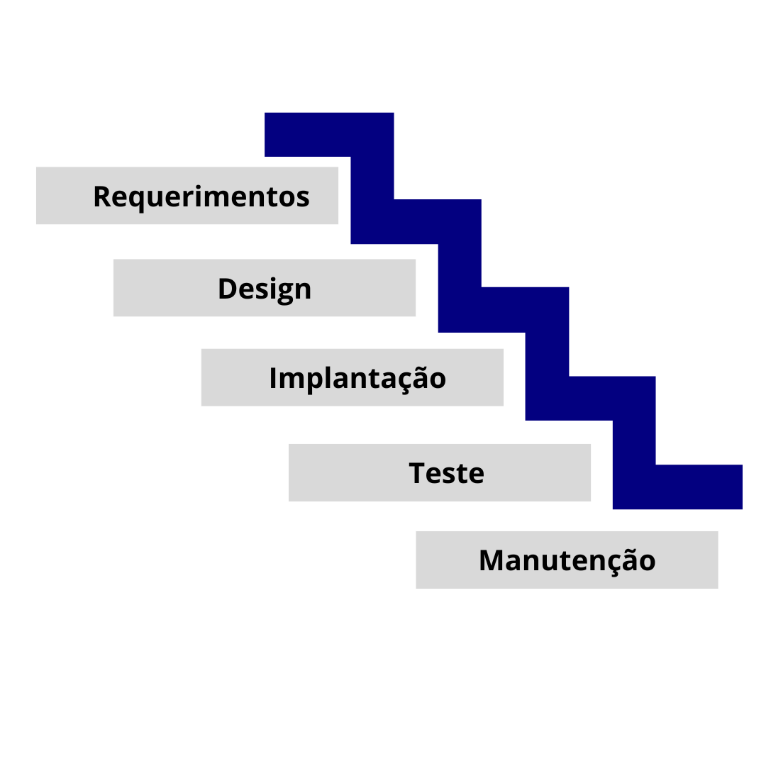 Requerimentos
Design
Implantação
Teste
Manutenção